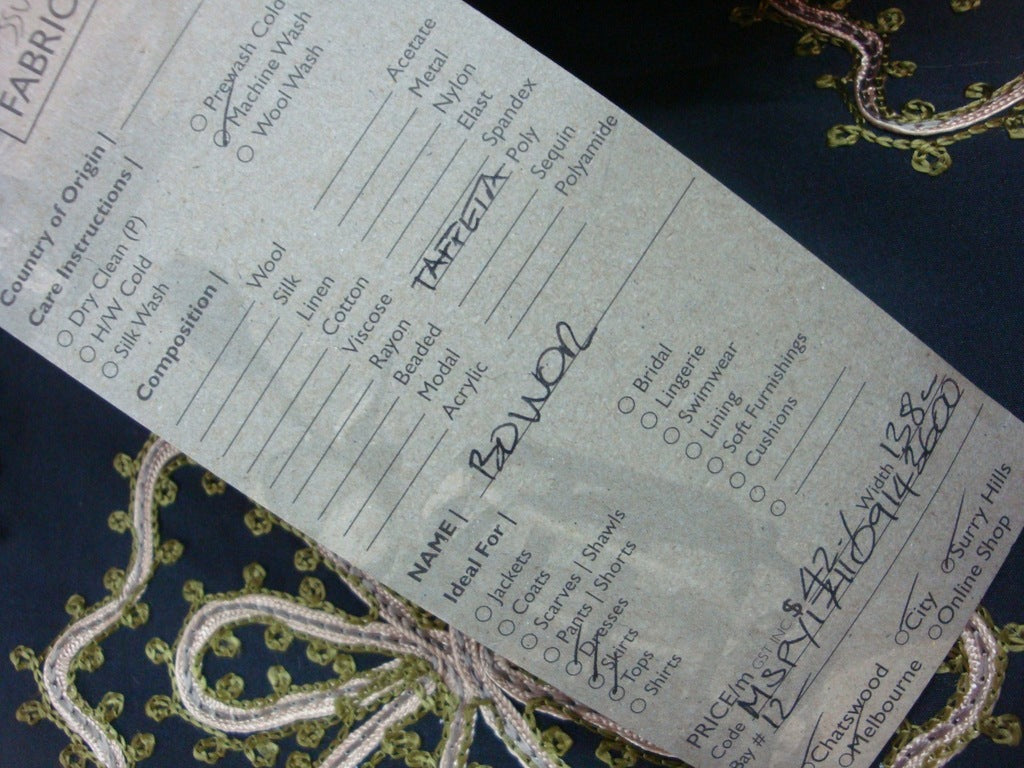 FABRIC
Country of Origin |
Care Instructions |
Dry Clean (P)
H/W Cold
Silk Wash
Prewash Cold
Machine Wash
Wool Wash
Composition |
Wool
Silk
Linen
Cotton
Viscose
Rayon
Beaded
Modal
Acrylic
Acetate
Metal
Nylon
Elast
Spandex
TAFFETA Poly
Sequin
Polyamide
NAME |
Ideal For |
Jackets
Coats
Scarves | Shawls
Pants | Shorts
Dresses
Skirts
Tops
Shirts
Bridal
Lingerie
Swimwear
Lining
Soft Furnishings
Cushions
PRICE/m GST INC $ Width 138
Code
Bay # 12
Chatswood City Surry Hills
Melbourne Online Shop